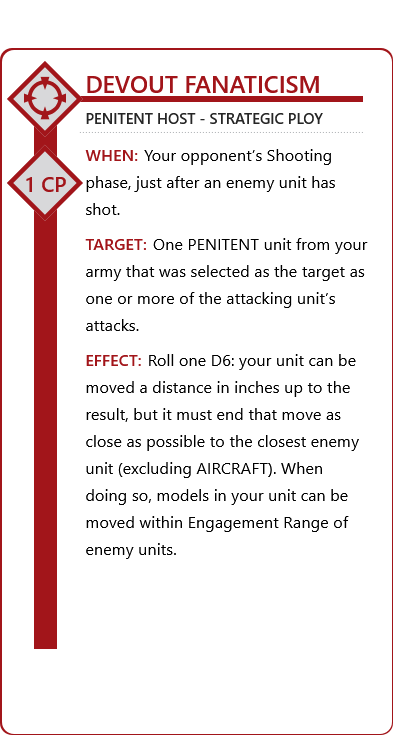 DEVOUT FANATICISM
PENITENT HOST - STRATEGIC PLOY
1 CP
WHEN: Your opponent’s Shooting
phase, just after an enemy unit has
shot.
TARGET: One PENITENT unit from your
army that was selected as the target as
one or more of the attacking unit’s
attacks.
EFFECT: Roll one D6: your unit can be
moved a distance in inches up to the
result, but it must end that move as
close as possible to the closest enemy
unit (excluding AIRCRAFT). When
doing so, models in your unit can be
moved within Engagement Range of
enemy units.